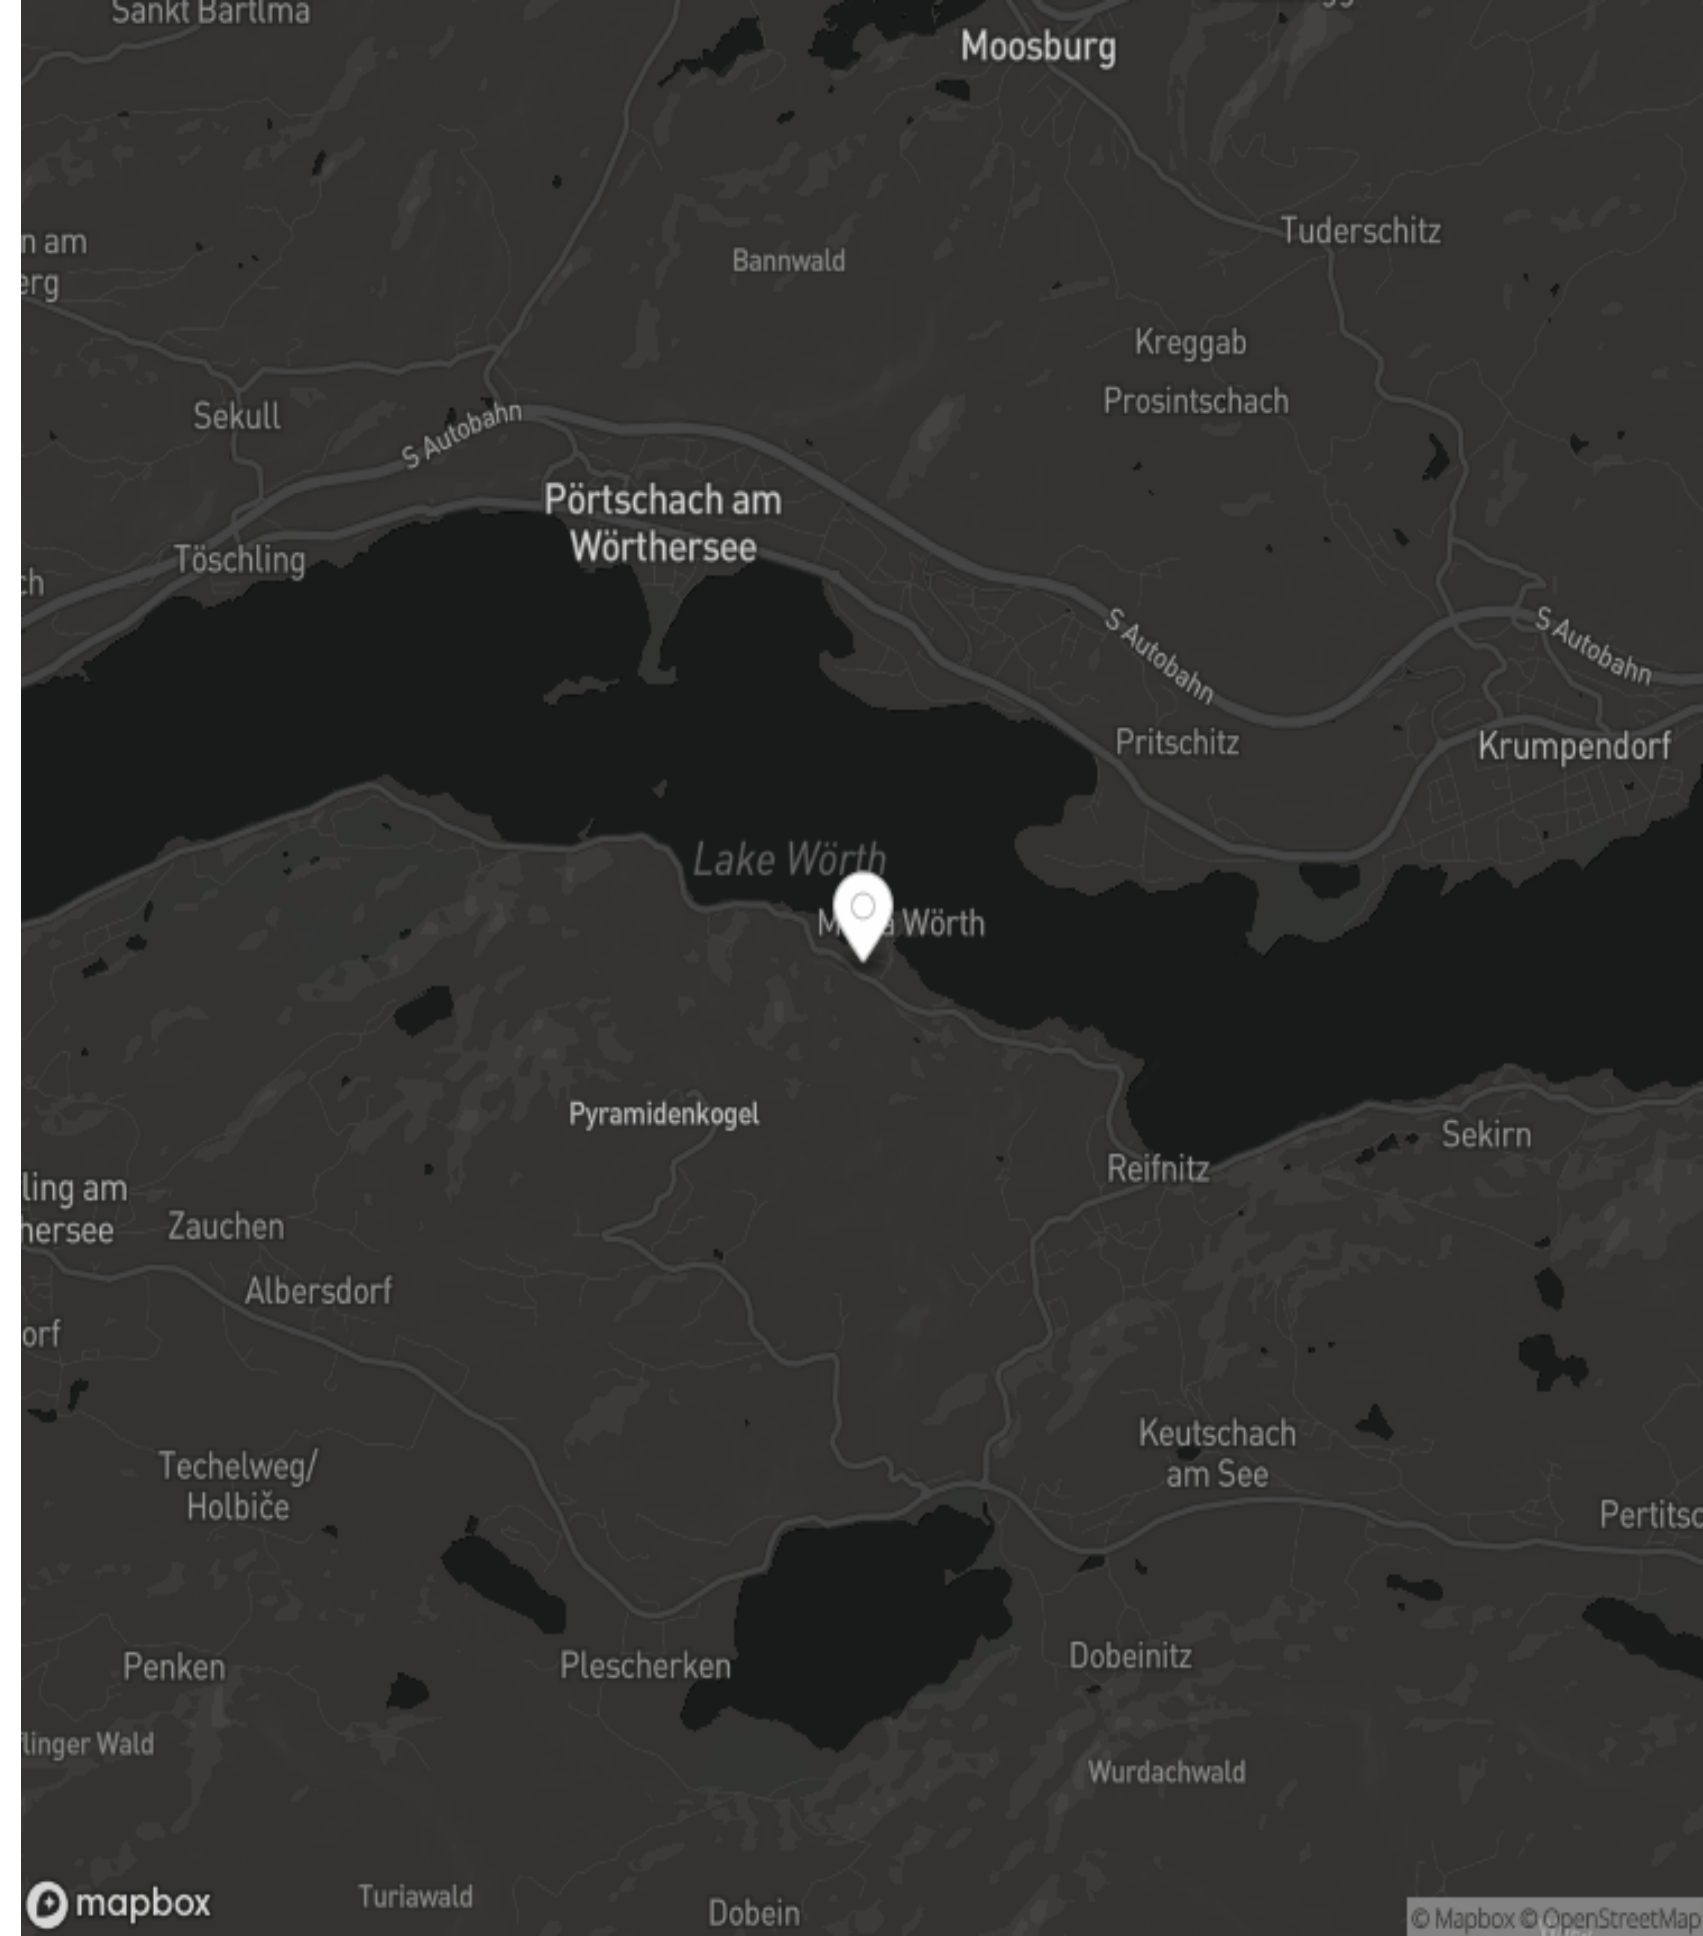 Sankt Bartlma
Moosburg
n am
erg
Tuderschitz
Bannwald
Kreggab
Prosintschach
Sekull
S Autobahn
Pörtschach am
Wörthersee
Töschling
ch
S Autobahn
S Autobahn
Pritschitz
Krumpendorf
Lake Wörth
Wörth
Pyramidenkogel
Sekirn
Reifnitz
ling am
hersee
Zauchen
Albersdorf
orf
Keutschach
am See
Techelweg/
Holbiče
Pertitsc
Penken
Plescherken
Dobeinitz
linger Wald
Wurdachwald
Turiawald
Dobein
mapbox
© Mapbox © OpenStreetMap